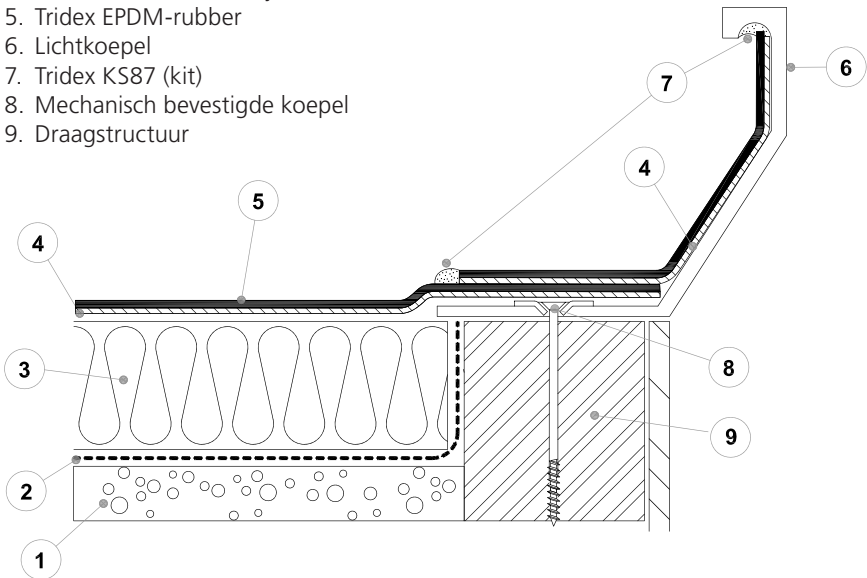 5. Tridex EPDM-rubber
6. Lichtkoepel
7. Tridex KS87 (kit)
8. Mechanisch bevestigde koepel
9. Draagstructuur
7
6
4
5
4
3
8
9
2
1